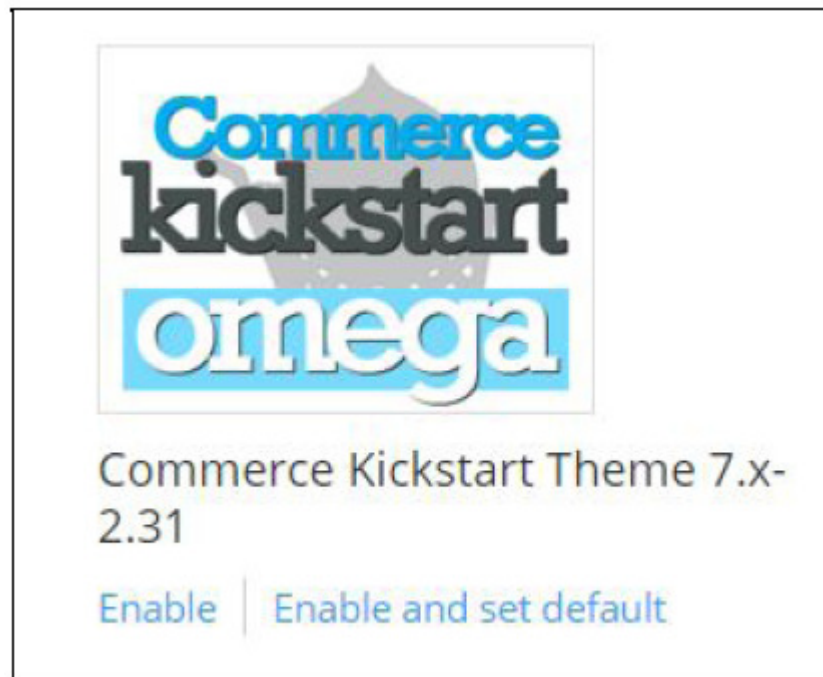 Commerce
kickstart
omega
Commerce Kickstart Theme 7.x-
2.31
Enable Enable and set default